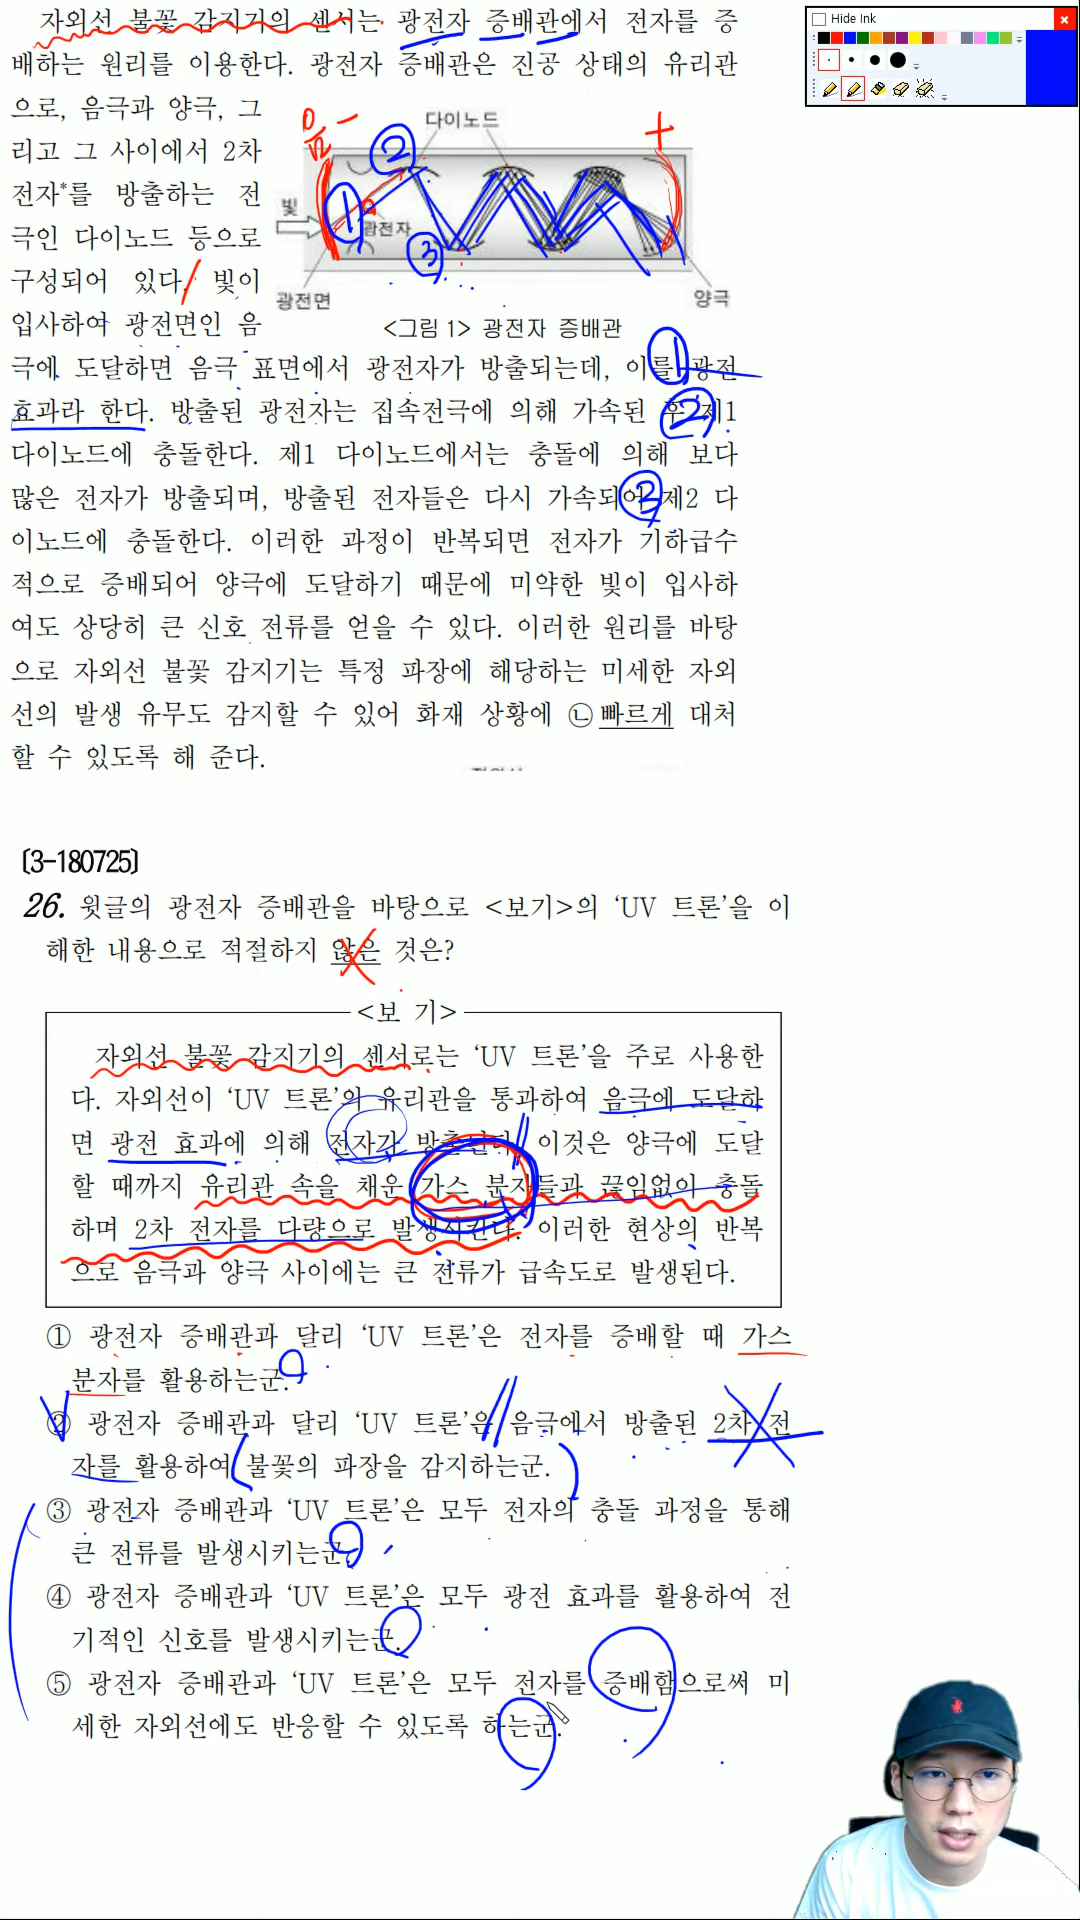 Hide Ink
자외선 불꽃 감지기의 센서는 광전자 증배관에서 전자를 증
배하는 원리를 이용한다. 광전자 증배관은 진공 상태의 유리관
으로, 음극과 양극, 그
리고 그 사이에서 2차
전자*를 방출하는 전
극인 다이노드 등으로
구성되어 있다. 빛이
입사하여 광전면인 음
음 -
+
다이노드
②
빛
①
광전자
③
광전면
양극
<그림 1> 광전자 증배관
극에 도달하면 음극 표면에서 광전자가 방출되는데, 이를 ① 광전
효과라 한다. 방출된 광전자는 집속전극에 의해 가속된 후 ② 제1
다이노드에 충돌한다. 제1 다이노드에서는 충돌에 의해 보다
많은 전자가 방출되며, 방출된 전자들은 다시 가속되어 ③ 제2 다
이노드에 충돌한다. 이러한 과정이 반복되면 전자가 기하급수
적으로 증배되어 양극에 도달하기 때문에 미약한 빛이 입사하
여도 상당히 큰 신호 전류를 얻을 수 있다. 이러한 원리를 바탕
으로 자외선 불꽃 감지기는 특정 파장에 해당하는 미세한 자외
선의 발생 유무도 감지할 수 있어 화재 상황에 ㉡빠르게 대처
할 수 있도록 해 준다.
[3-180725]
26. 윗글의 광전자 증배관을 바탕으로 <보기>의 ‘UV 트론’을 이
해한 내용으로 적절하지 않은 것은?
<보 기>
자외선 불꽃 감지기의 센서로는 ‘UV 트론’을 주로 사용한
다. 자외선이 ‘UV 트론’의 유리관을 통과하여 음극에 도달하
면 광전 효과에 의해 전자가 방출된다. 이것은 양극에 도달
할 때까지 유리관 속을 채운 가스 분자들과 끊임없이 충돌
하며 2차 전자를 다량으로 발생시킨다. 이러한 현상의 반복
으로 음극과 양극 사이에는 큰 전류가 급속도로 발생된다.
① 광전자 증배관과 달리 ‘UV 트론’은 전자를 증배할 때 가스
분자를 활용하는군.
② 광전자 증배관과 달리 ‘UV 트론’은 음극에서 방출된 2차 전
자를 활용하여 불꽃의 파장을 감지하는군.
③ 광전자 증배관과 ‘UV 트론’은 모두 전자의 충돌 과정을 통해
큰 전류를 발생시키는군.
④ 광전자 증배관과 ‘UV 트론’은 모두 광전 효과를 활용하여 전
기적인 신호를 발생시키는군.
⑤ 광전자 증배관과 ‘UV 트론’은 모두 전자를 증배함으로써 미
세한 자외선에도 반응할 수 있도록 하는군.